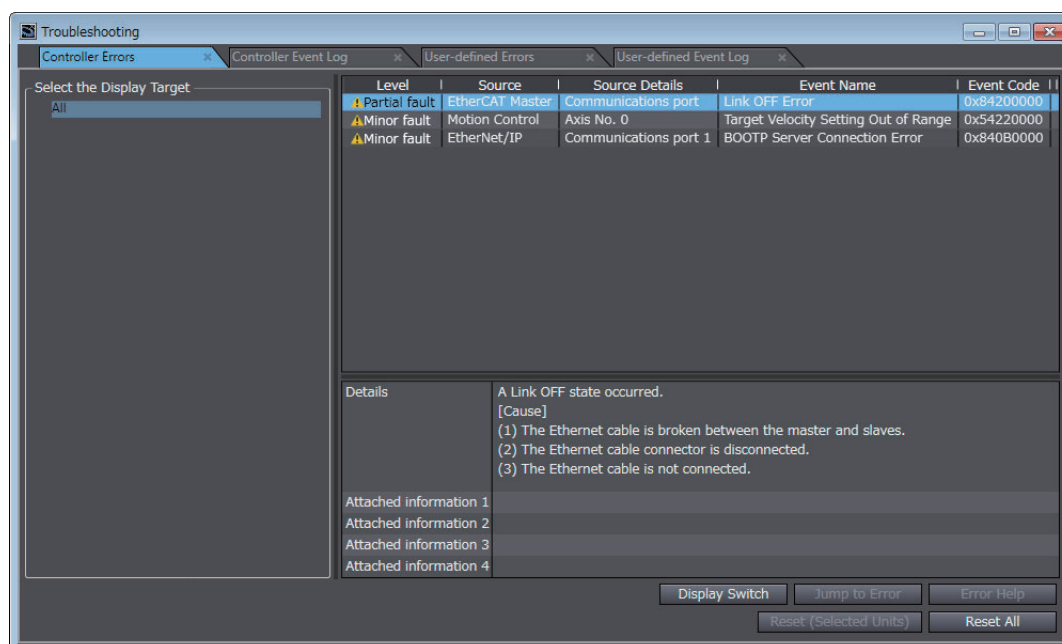 Troubleshooting
Controller Errors × Controller Event Log × User-defined Errors × User-defined Event Log ×
Select the Display Target
All
Level Source Source Details Event Name Event Code
Partial fault EtherCAT Master Communications port Link OFF Error 0x84200000
Minor fault Motion Control Axis No. 0 Target Velocity Setting Out of Range 0x54220000
Minor fault EtherNet/IP Communications port 1 BOOTP Server Connection Error 0x840B0000
Details A Link OFF state occurred.
[Cause]
(1) The Ethernet cable is broken between the master and slaves.
(2) The Ethernet cable connector is disconnected.
(3) The Ethernet cable is not connected.
Attached information 1
Attached information 2
Attached information 3
Attached information 4
Display Switch Jump to Error Error Help
Reset (Selected Units) Reset All